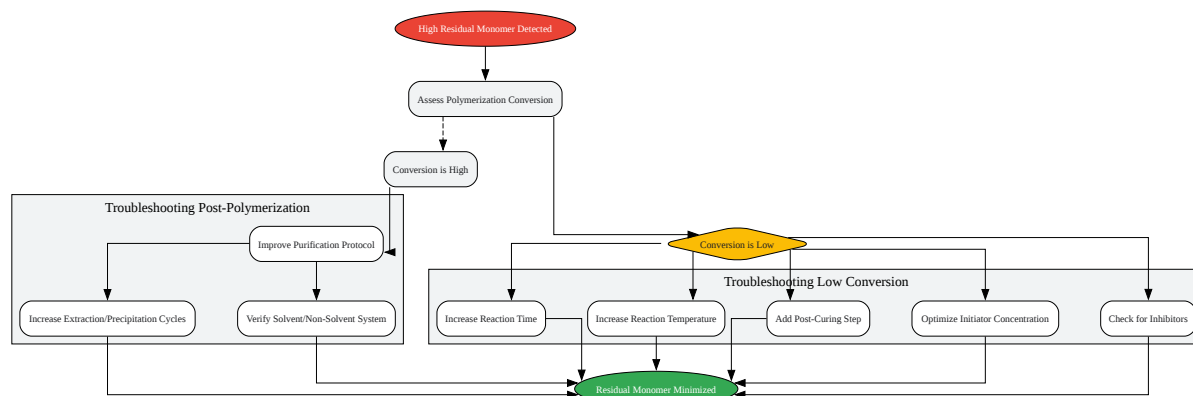 High Residual Monomer Detected
Assess Polymerization Conversion
Conversion is High
Troubleshooting Post-Polymerization
Improve Purification Protocol
Conversion is Low
Troubleshooting Low Conversion
Increase Extraction/Precipitation Cycles
Verify Solvent/Non-Solvent System
Increase Reaction Time
Increase Reaction Temperature
Add Post-Curing Step
Optimize Initiator Concentration
Check for Inhibitors
Residual Monomer Minimized